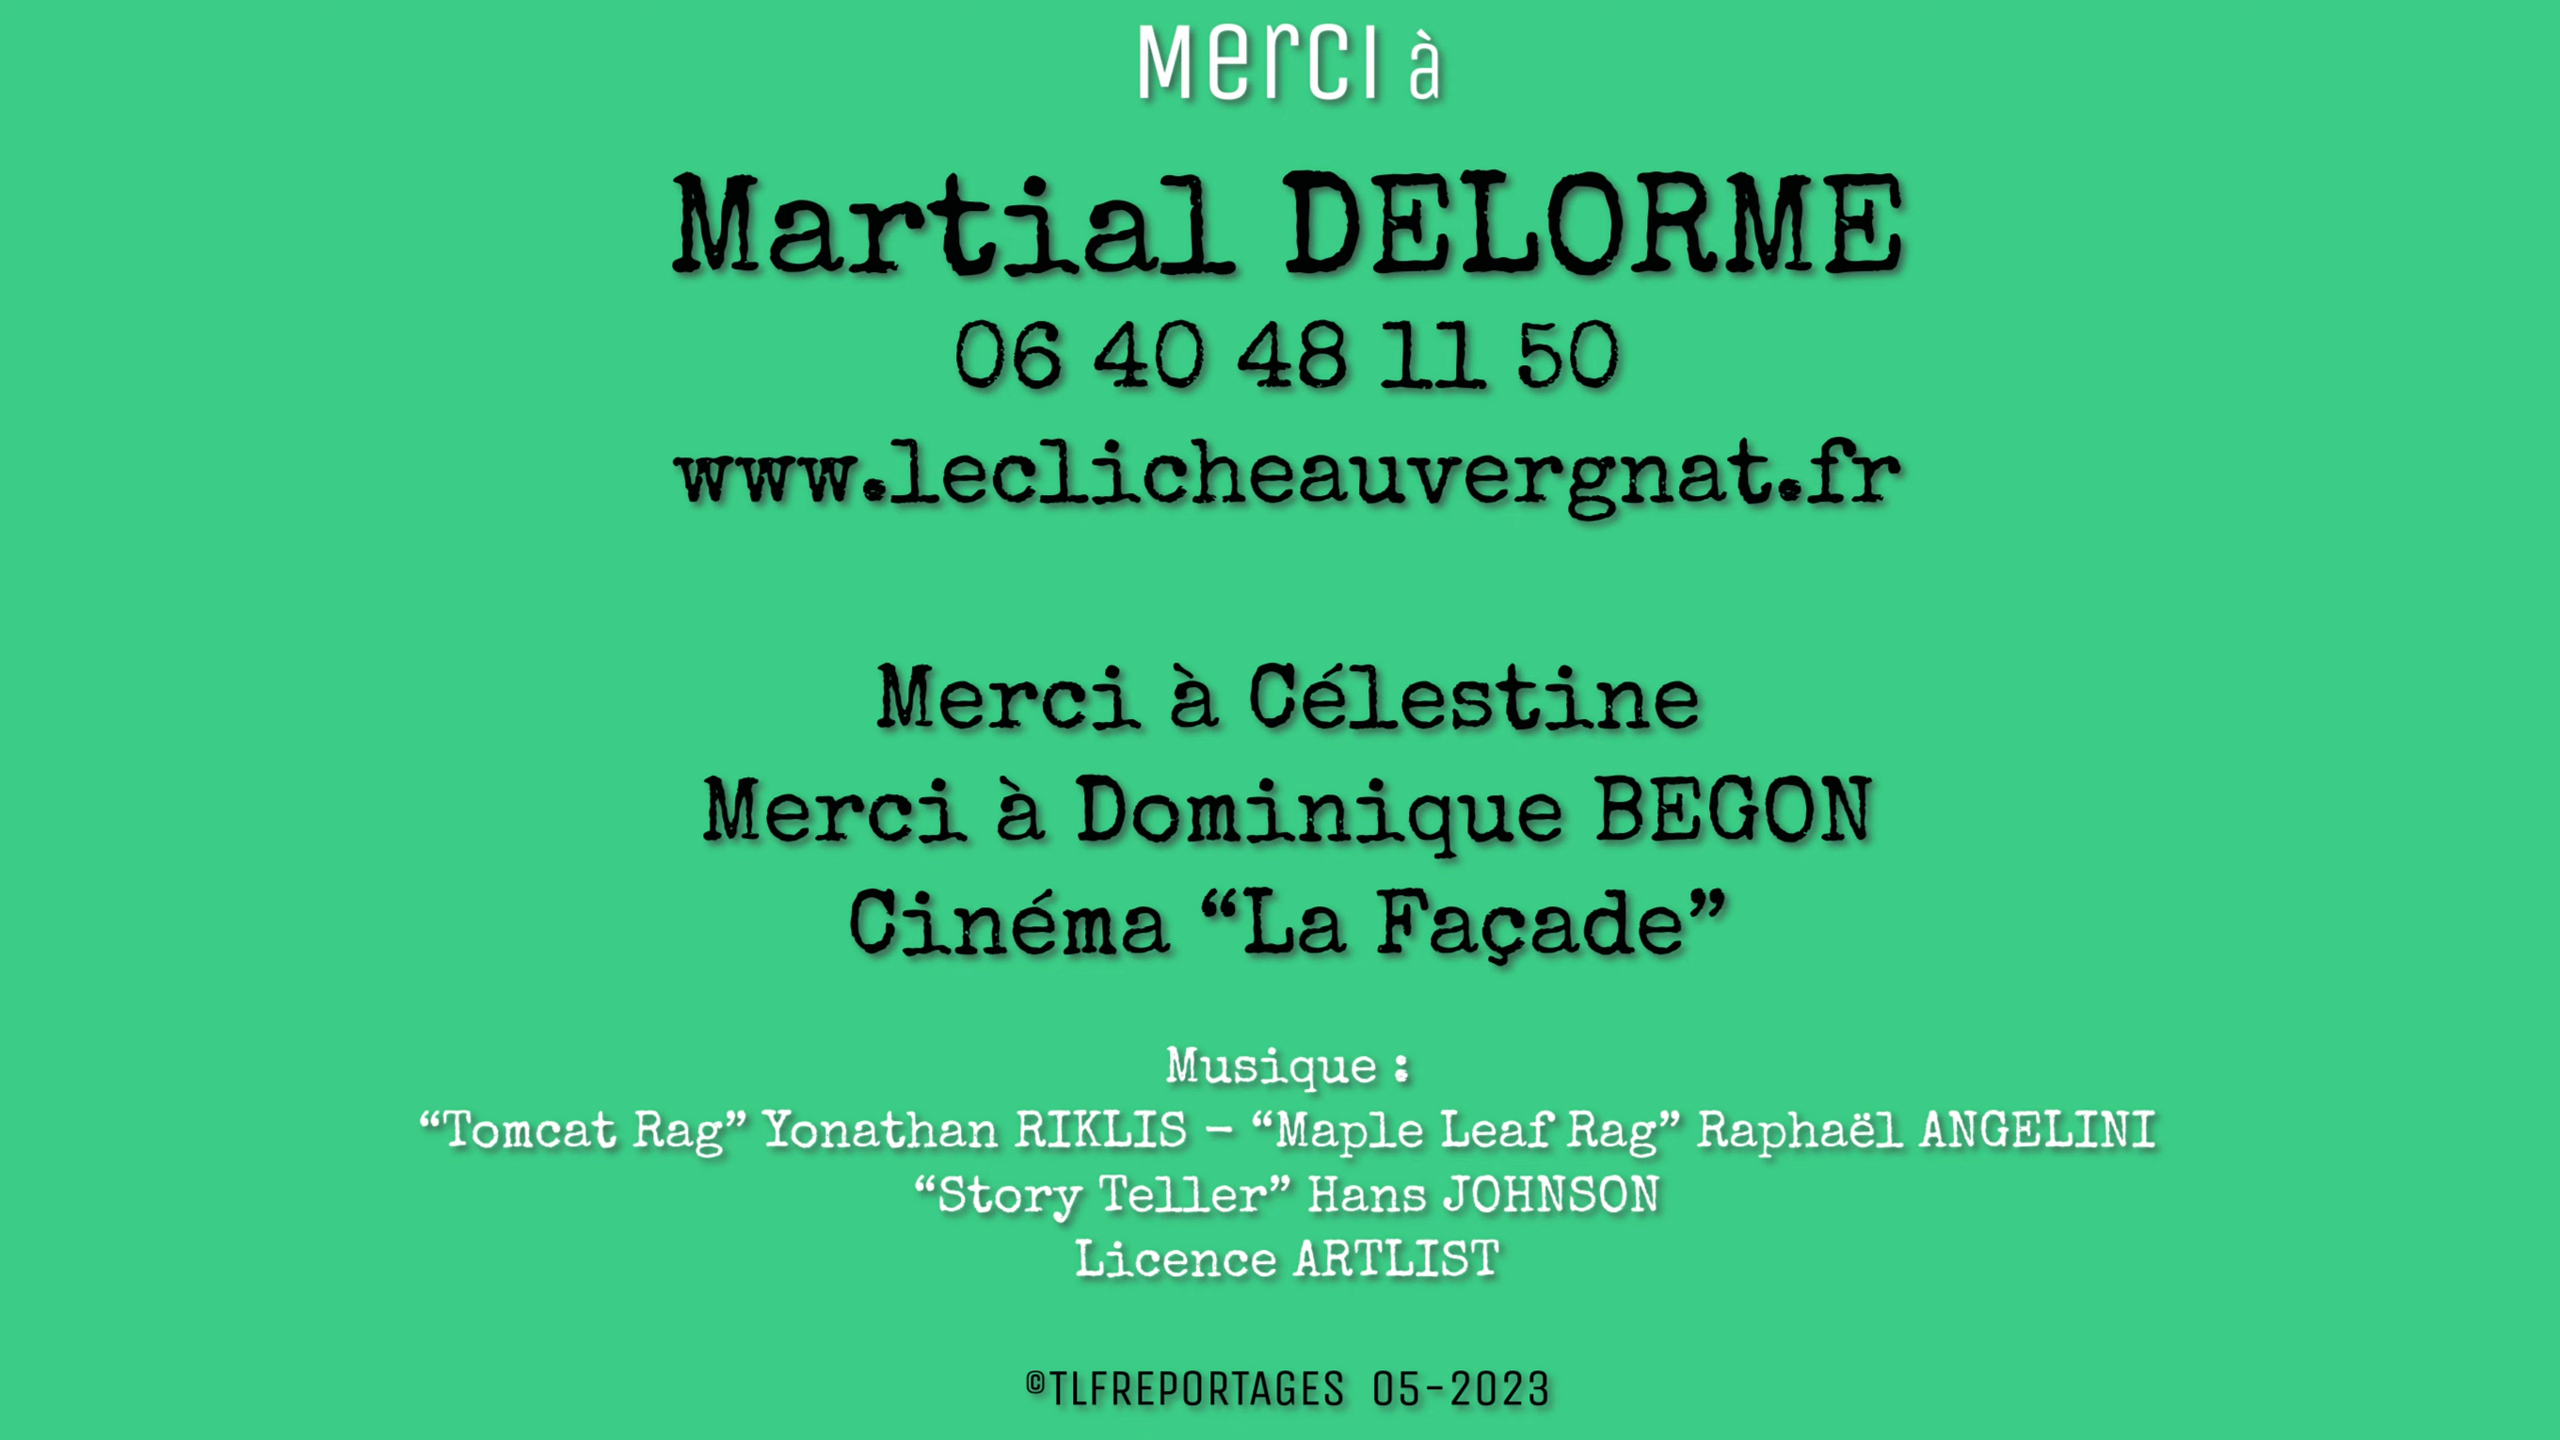 Merci à
Martial DELORME
06 40 48 11 50
www.leclicheauvergnat.fr
Merci à Célestine
Merci à Dominique BEGON
Cinéma “La Façade”
Musique :
“Tomcat Rag” Yonathan RIKLIS – “Maple Leaf Rag” Raphaël ANGELINI
“Story Teller” Hans JOHNSON
Licence ARTLIST
©TLFREPORTAGES 05-2023